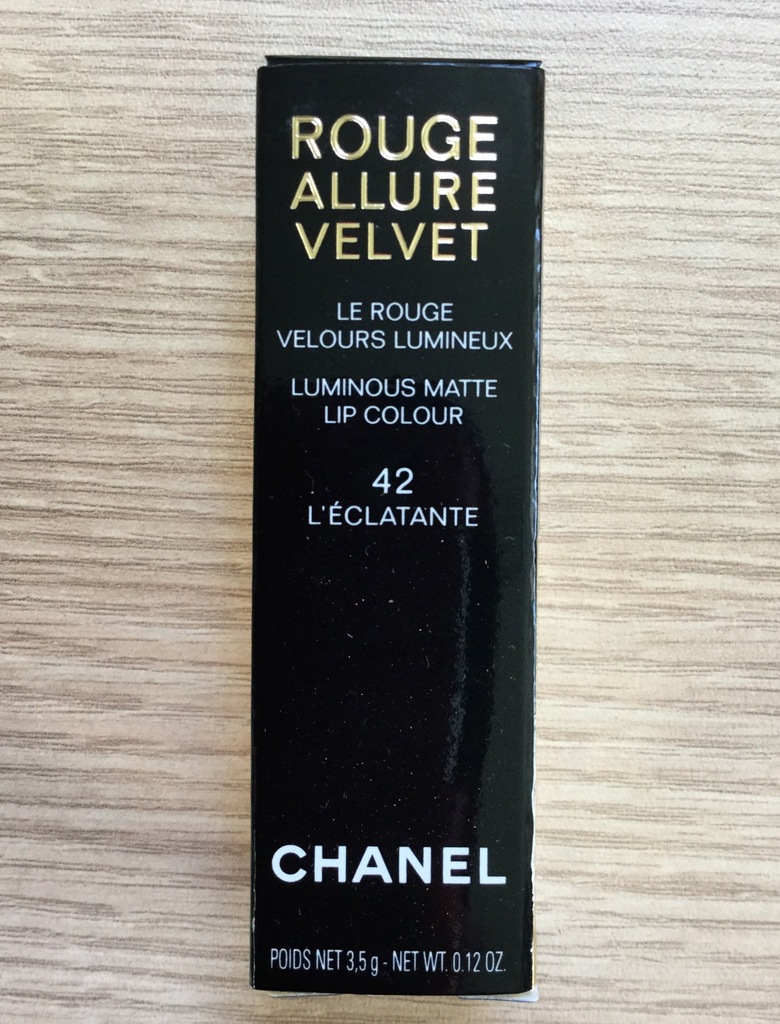 ROUGE
ALLURE
VELVET
LE ROUGE
VELOURS LUMINEUX
LUMINOUS MATTE
LIP COLOUR
42
L'ÉCLATANTE
CHANEL
POIDS NET 3,5 g - NET WT. 0.12 OZ.